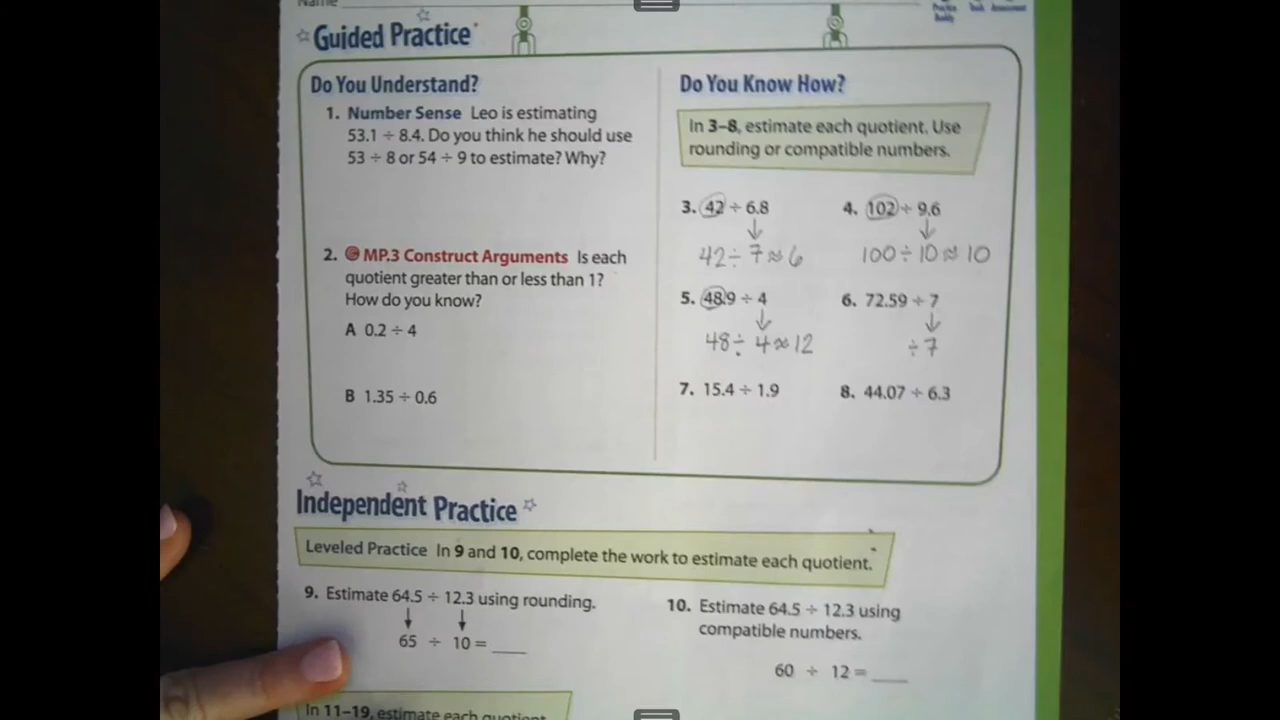 Name
Guided Practice
Do You Understand?
1. Number Sense Leo is estimating
53.1 ÷ 8.4. Do you think he should use
53 ÷ 8 or 54 ÷ 9 to estimate? Why?
2. MP.3 Construct Arguments Is each
quotient greater than or less than 1?
How do you know?
A 0.2 ÷ 4
B 1.35 ÷ 0.6
Do You Know How?
In 3–8, estimate each quotient. Use
rounding or compatible numbers.
3. 42 ÷ 6.8
42 ÷ 7 ≈ 6
4. 102 ÷ 9.6
100 ÷ 10 ≈ 10
5. 48.9 ÷ 4
48 ÷ 4 ≈ 12
6. 72.59 ÷ 7
÷ 7
7. 15.4 ÷ 1.9
8. 44.07 ÷ 6.3
Independent Practice
Leveled Practice In 9 and 10, complete the work to estimate each quotient.
9. Estimate 64.5 ÷ 12.3 using rounding.
65 ÷ 10 = ___
10. Estimate 64.5 ÷ 12.3 using
compatible numbers.
60 ÷ 12 = ___
In 11–19, estimate each quotient